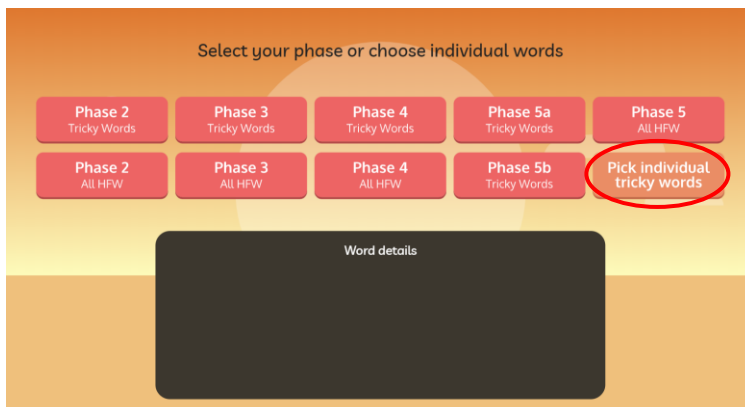 Select your phase or choose individual words
Phase 2
Tricky Words
Phase 3
Tricky Words
Phase 4
Tricky Words
Phase 5a
Tricky Words
Phase 5
All HFW
Phase 2
All HFW
Phase 3
All HFW
Phase 4
All HFW
Phase 5b
Tricky Words
Pick individual
tricky words
Word details